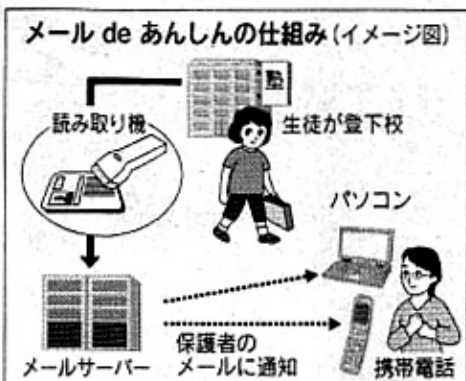 メール de あんしんの仕組み(イメージ図)
塾
読み取り機
生徒が登下校
パソコン
メールサーバー
保護者の
メールに通知
携帯電話